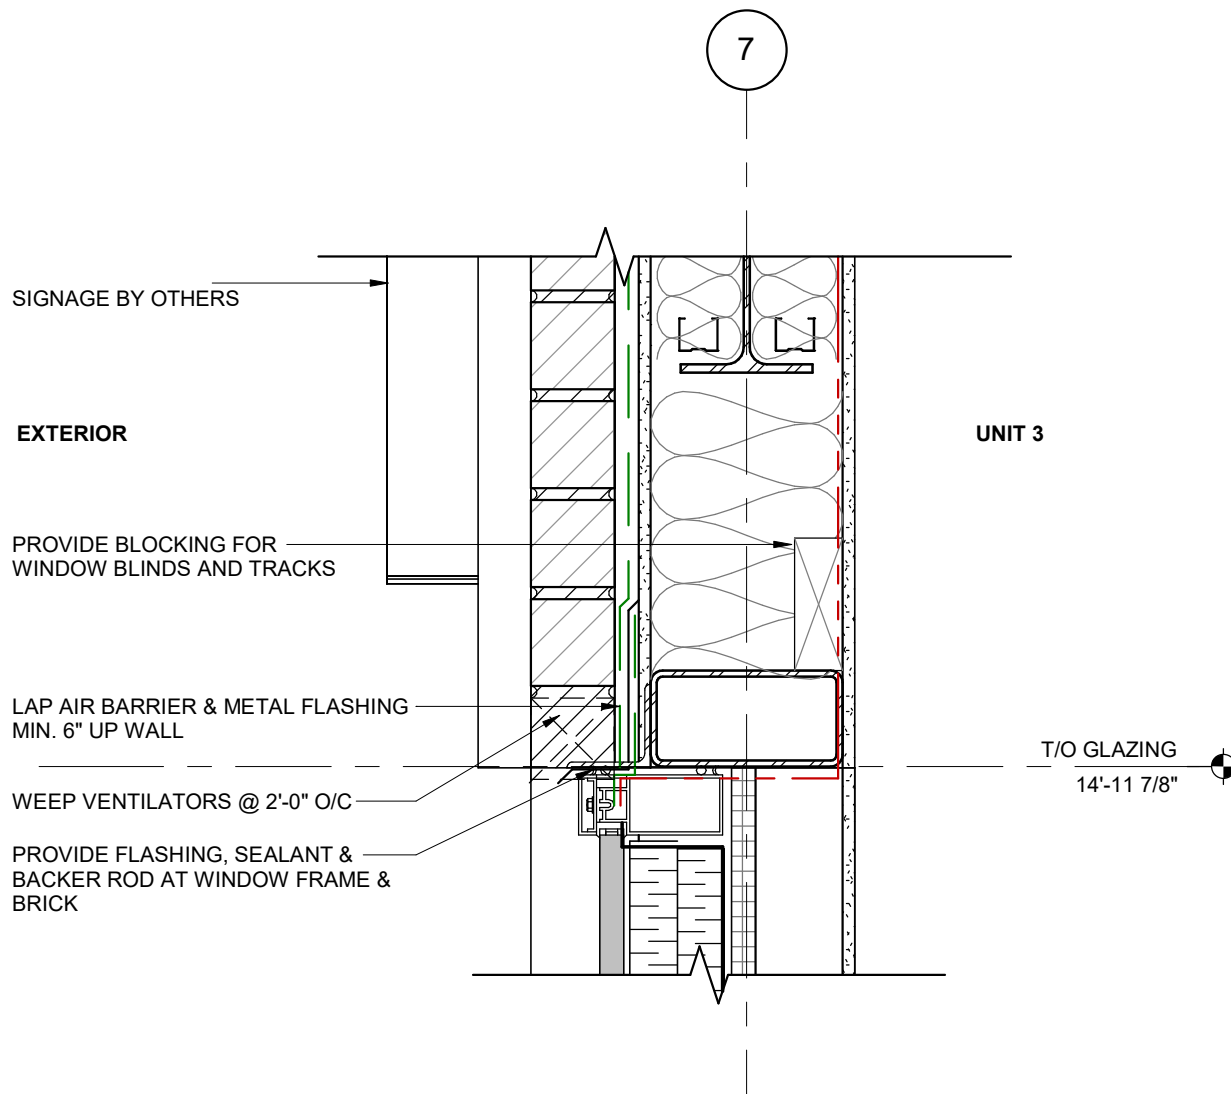 7
SIGNAGE BY OTHERS
EXTERIOR
UNIT 3
PROVIDE BLOCKING FOR
WINDOW BLINDS AND TRACKS
LAP AIR BARRIER & METAL FLASHING
MIN. 6" UP WALL
T/O GLAZING
14'-11 7/8"
WEEP VENTILATORS @ 2'-0" O/C
PROVIDE FLASHING, SEALANT &
BACKER ROD AT WINDOW FRAME &
BRICK